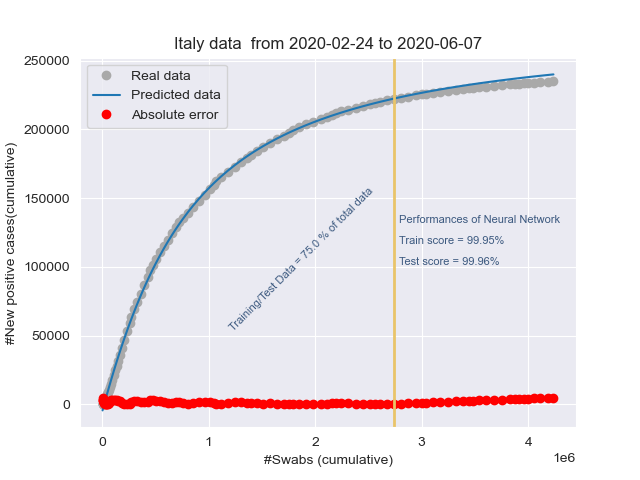 Italy data  from 2020-02-24 to 2020-06-07
250000
200000
150000
100000
50000
0
#New positive cases(cumulative)
Real data
Predicted data
Absolute error
Training/Test Data = 75.0 % of total data
Performances of Neural Network
Train score = 99.95%
Test score = 99.96%
0
1
2
3
4
1e6
#Swabs (cumulative)